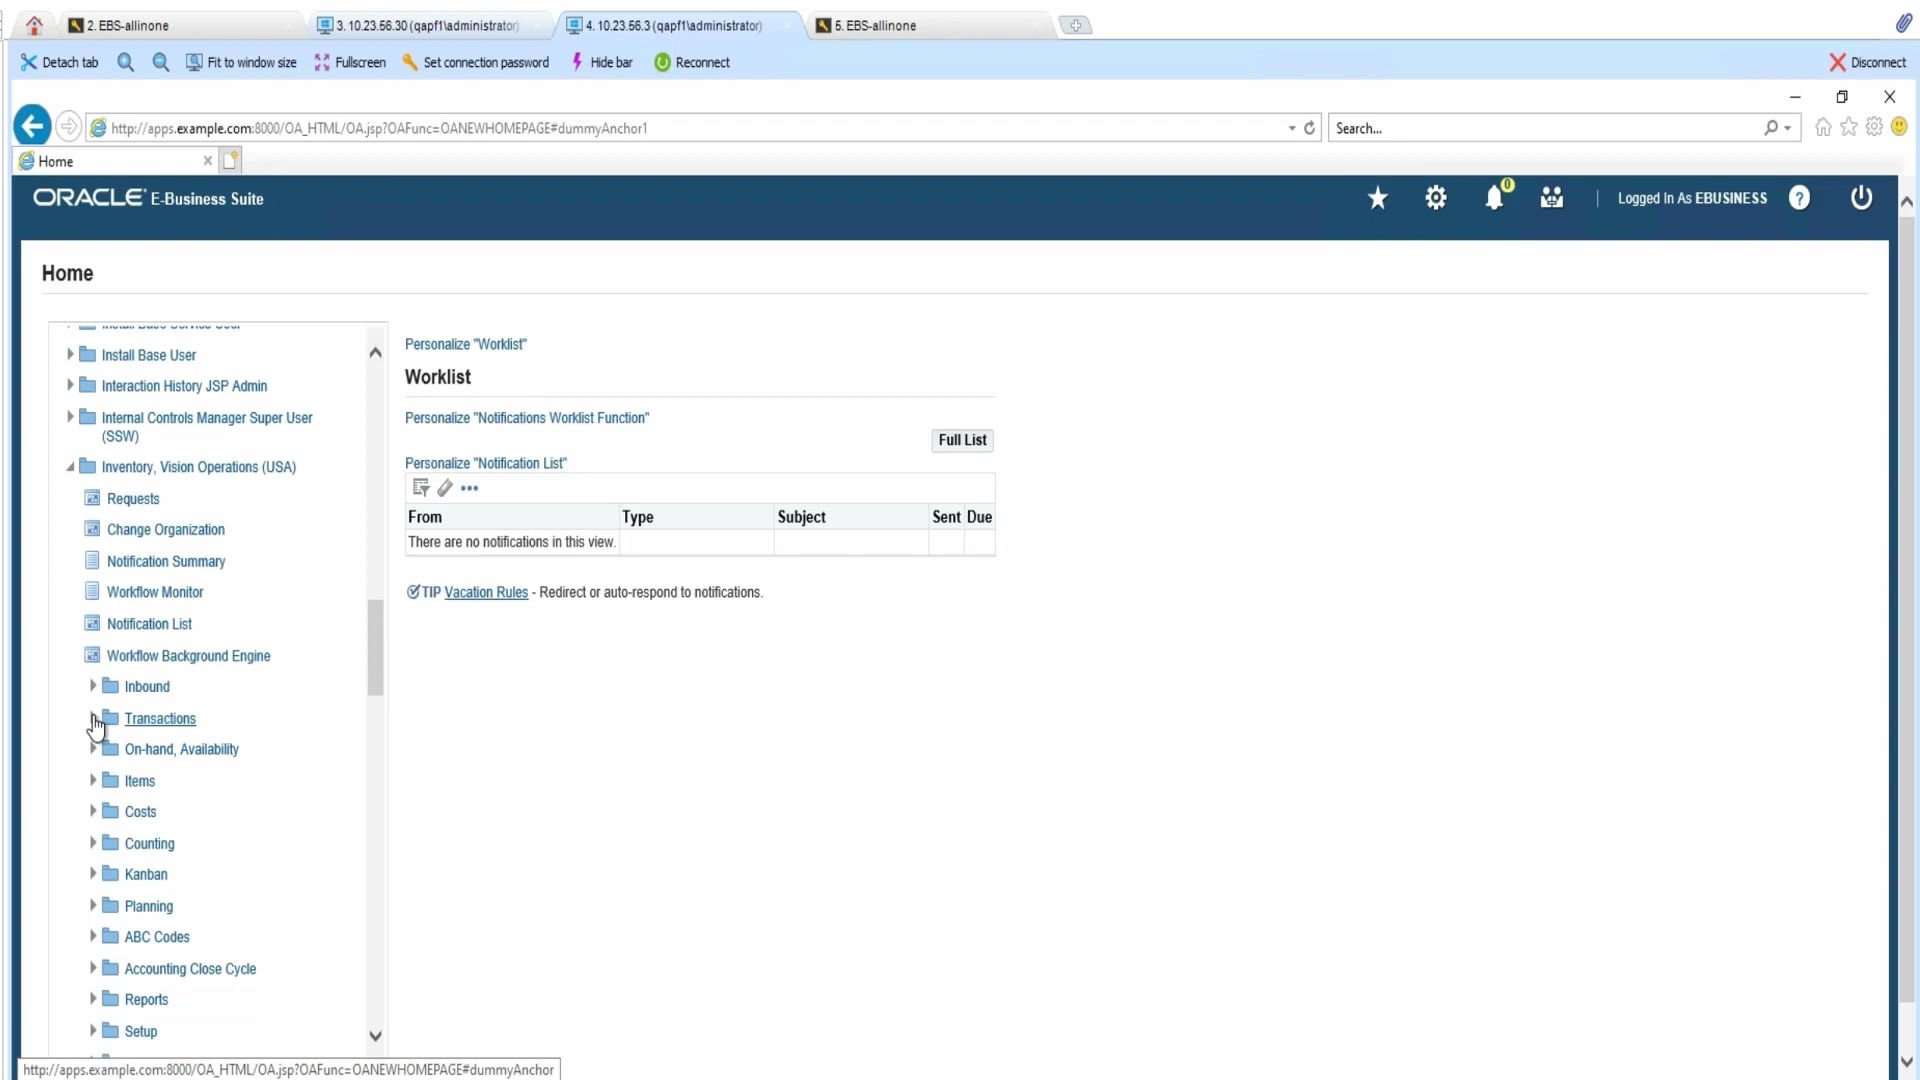 2. EBS-allinone
3. 10.23.56.30 (qapf1\administrator)
4. 10.23.56.3 (qapf1\administrator)
5. EBS-allinone
Detach tab
Fit to window size
Fullscreen
Set connection password
Hide bar
Reconnect
Disconnect
http://apps.example.com:8000/OA_HTML/OA.jsp?OAFunc=OANEWHOMEPAGE#dummyAnchor1
Search...
Home
ORACLE E-Business Suite
0
Logged In As EBUSINESS
?
Home
Install Base Service User
Install Base User
Interaction History JSP Admin
Internal Controls Manager Super User
(SSW)
Inventory, Vision Operations (USA)
Requests
Change Organization
Notification Summary
Workflow Monitor
Notification List
Workflow Background Engine
Inbound
Transactions
On-hand, Availability
Items
Costs
Counting
Kanban
Planning
ABC Codes
Accounting Close Cycle
Reports
Setup
Personalize "Worklist"
Worklist
Personalize "Notifications Worklist Function"
Full List
Personalize "Notification List"
From Type Subject Sent Due
There are no notifications in this view.
TIP Vacation Rules - Redirect or auto-respond to notifications.
http://apps.example.com:8000/OA_HTML/OA.jsp?OAFunc=OANEWHOMEPAGE#dummyAnchor